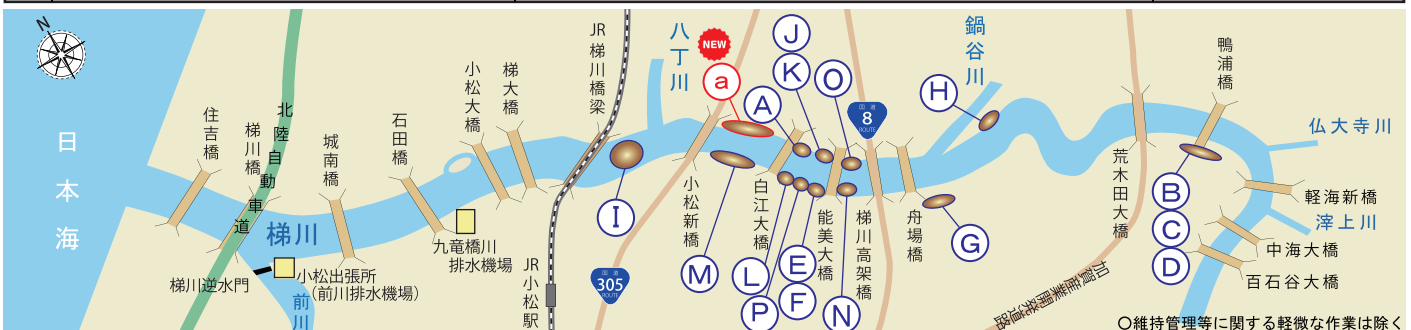 N
日本海
住吉橋
梯川橋
北陸自動車道
城南橋
石田橋
小松大橋
梯大橋
JR梯川橋梁
八丁川
NEW
a
A
J
K
O
国道
8
ROUTE
H
鍋谷川
鴨浦橋
仏大寺川
梯川
梯川逆水門
小松出張所
(前川排水機場)
前川
九竜橋川
排水機場
JR小松駅
I
国道
305
ROUTE
小松新橋
M
白江大橋
L
P
E
F
能美大橋
N
梯川高架橋
舟場橋
G
荒木田大橋
加賀産業開発道路
B
C
D
軽海新橋
滓上川
中海大橋
百石谷大橋
〇維持管理等に関する軽微な作業は除く